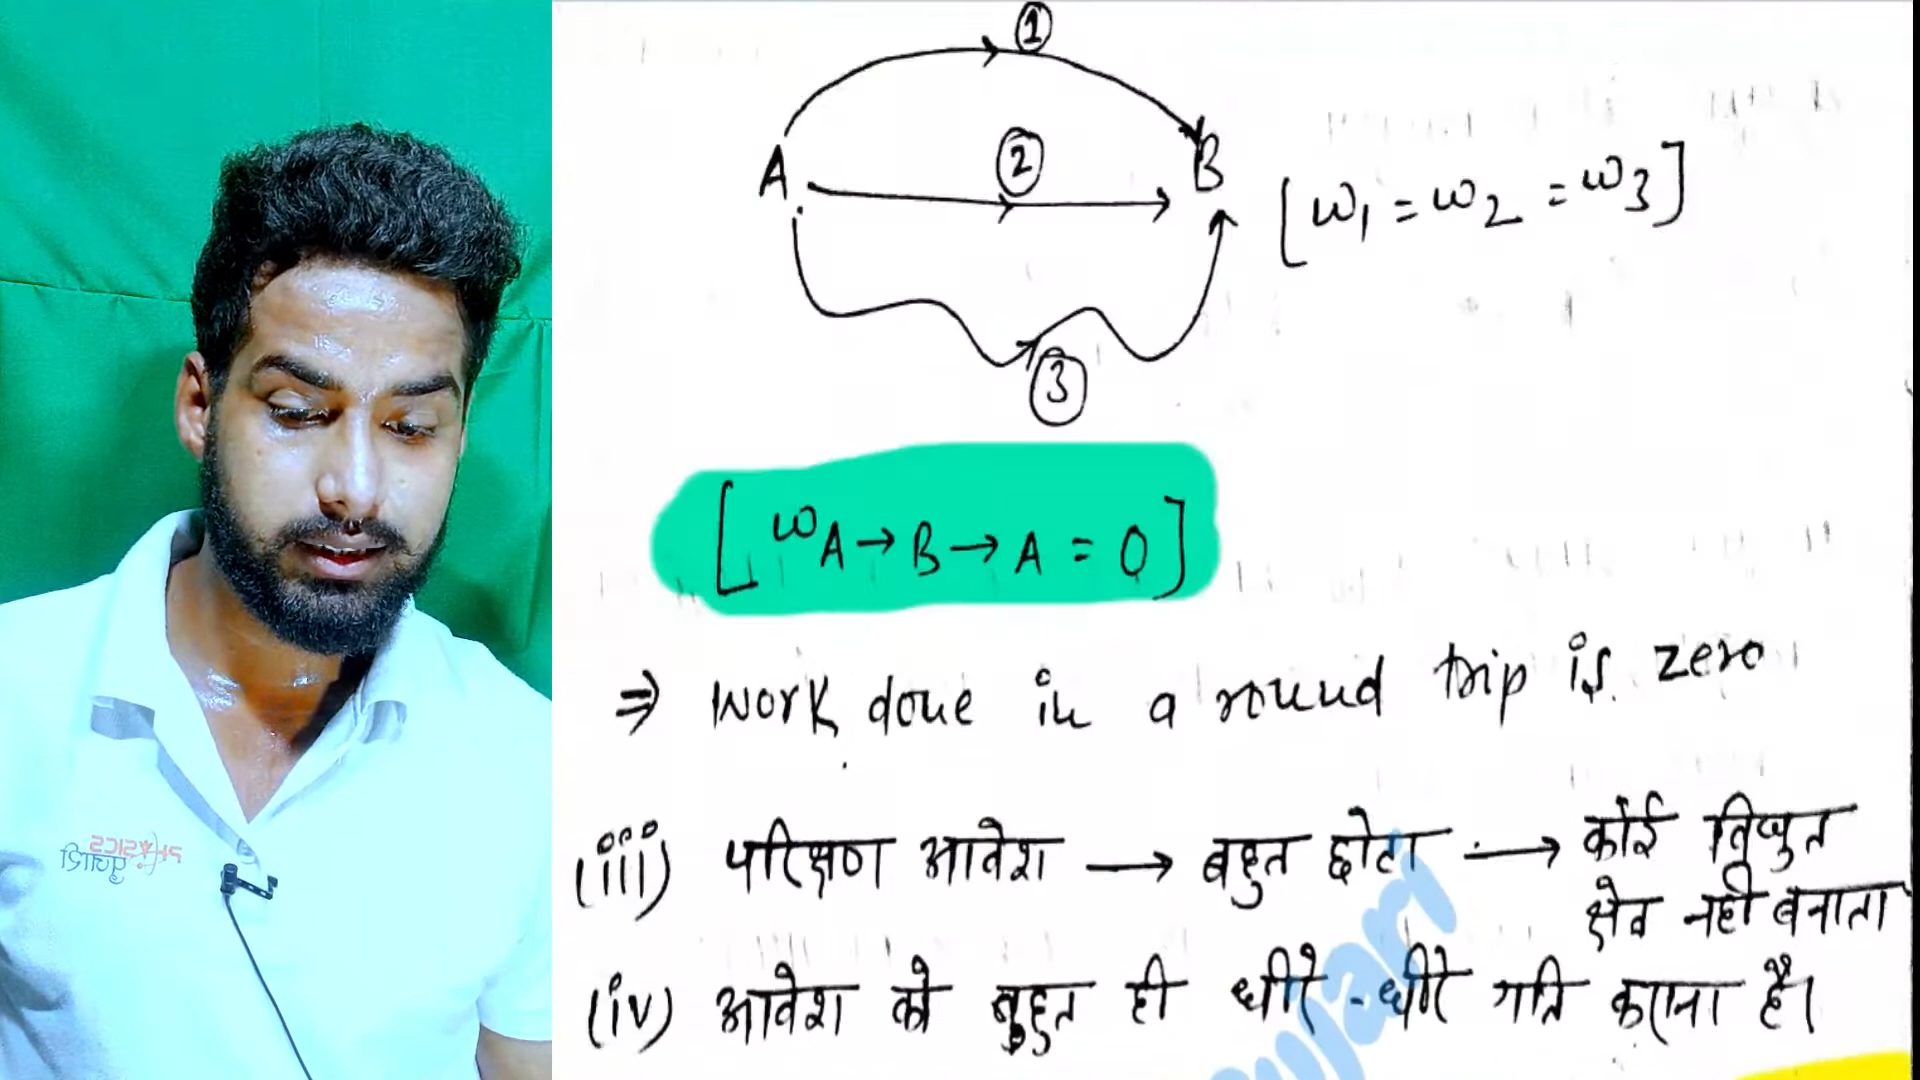 ①
②
A B
[W₁ = W₂ = W₃]
③
[W A → B → A = 0]
⇒ Work done in a round trip is zero
(iii) परिक्षण आवेश → बहुत छोटा → कोई विधुत
क्षेत्र नही बनाता
(iv) आवेश को बहुत ही धीरे - धीरे गति कराना है।
PHYSICS
पुजारी